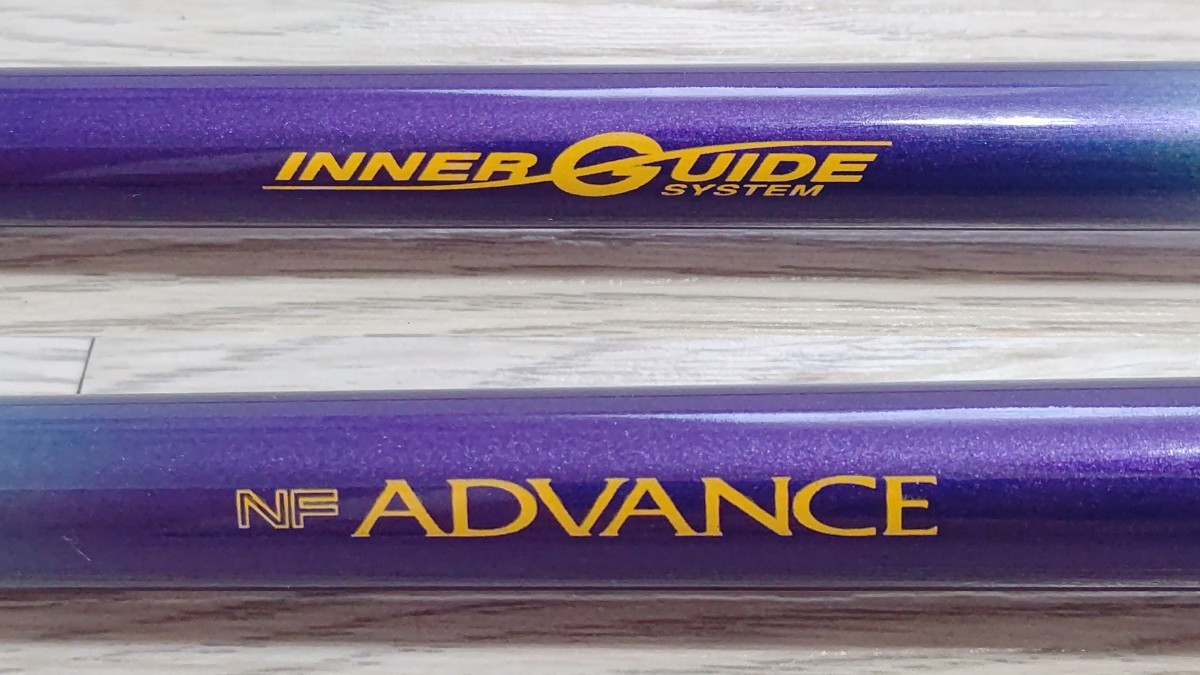 INNER GUIDE
SYSTEM
NF ADVANCE